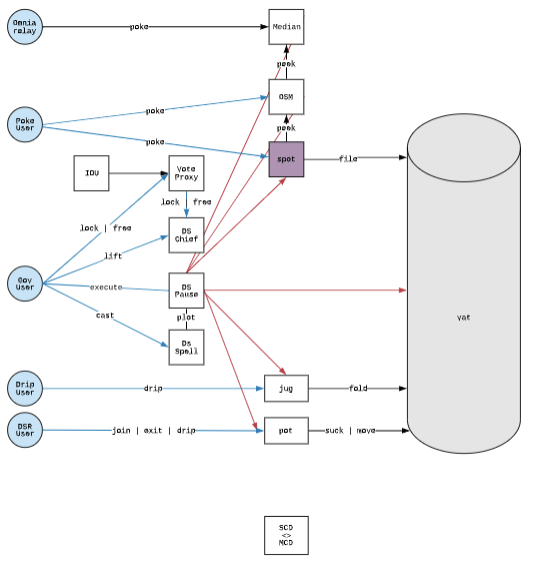 Omnia
relay
poke
Median
peek
OSM
Poke
User
poke
peek
poke
spot
file
IOU
Vote
Proxy
lock | free
lock | free
DS
Chief
lift
Gov
User
execute
DS
Pause
vat
cast
plot
Ds
Spell
Drip
User
drip
jug
fold
DSR
User
join | exit | drip
pot
suck | move
SCD
<>
MCD